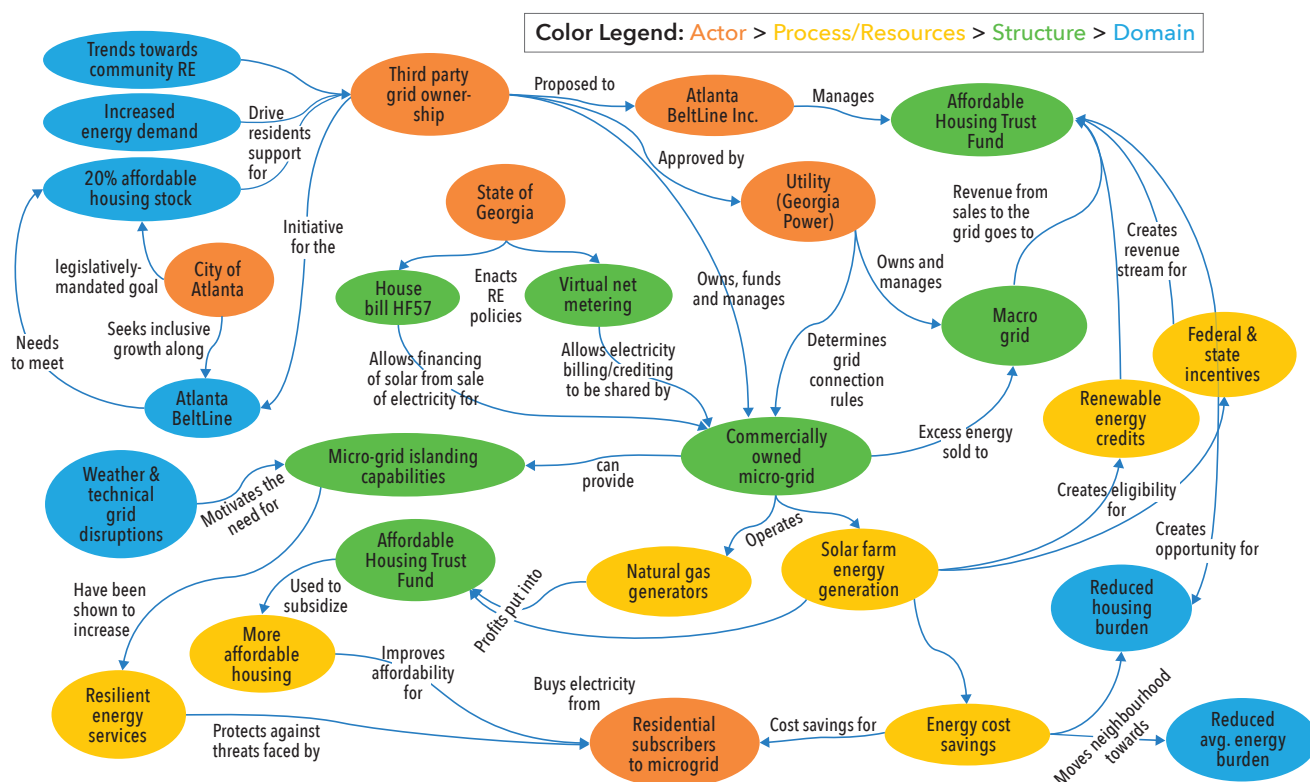 Color Legend: Actor > Process/Resources > Structure > Domain
Trends towards
community RE
Increased
energy demand
20% affordable
housing stock
Drive
residents
support
for
Third party
grid owner-
ship
Proposed to
Atlanta
BeltLine Inc.
Manages
Affordable
Housing Trust
Fund
Approved by
Utility
(Georgia
Power)
Revenue from
sales to the
grid goes to
Creates
revenue
stream for
State of
Georgia
Initiative
for the
legislatively-
mandated goal
City of
Atlanta
Seeks inclusive
growth along
Needs
to meet
Atlanta
BeltLine
House
bill HF57
Enacts
RE
policies
Virtual net
metering
Owns, funds
and manages
Owns and
manages
Macro
grid
Federal &
state incentives
Allows financing
of solar from sale
of electricity for
Allows electricity
billing/crediting
to be shared by
Determines
grid
connection
rules
Renewable
energy
credits
Weather &
technical
grid
disruptions
Motivates the
need for
Micro-grid islanding
capabilities
can
provide
Commercially
owned
micro-grid
Excess energy
sold to
Creates eligibility
for
Operates
Affordable
Housing Trust
Fund
Natural gas
generators
Solar farm
energy
generation
Creates
opportunity for
Have been
shown to
increase
Used to
subsidize
Profits put into
Reduced
housing
burden
More
affordable
housing
Improves
affordability
for
Resilient
energy
services
Protects against
threats faced by
Buys electricity
from
Residential
subscribers
to microgrid
Cost savings for
Energy cost
savings
Moves neighbourhood
towards
Reduced
avg. energy
burden